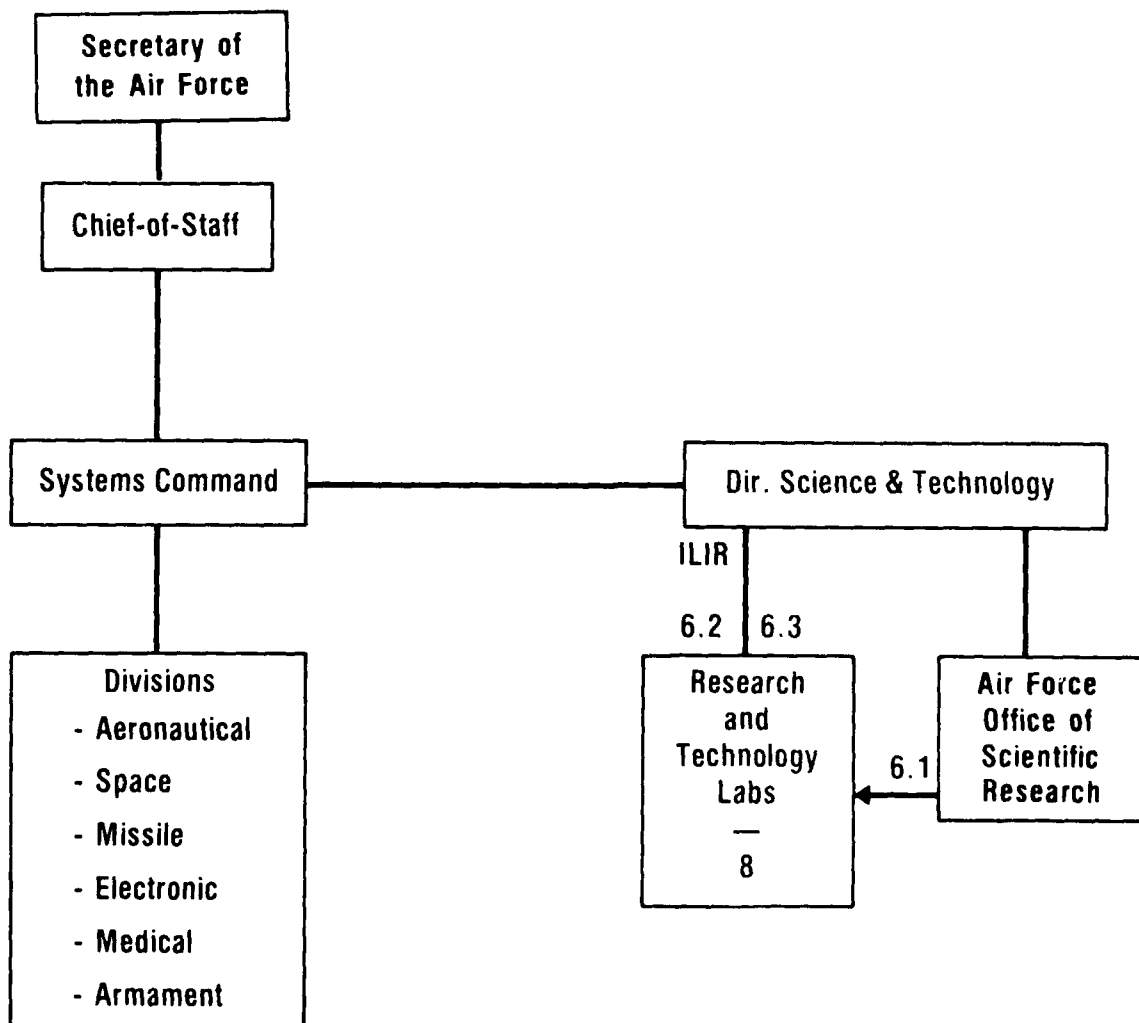 Secretary of
the Air Force
Chief-of-Staff
Systems Command
Dir. Science & Technology
ILIR
6.2
6.3
Divisions
- Aeronautical
- Space
- Missile
- Electronic
- Medical
- Armament
Research
and
Technology
Labs
—
8
6.1
Air Force
Office of
Scientific
Research